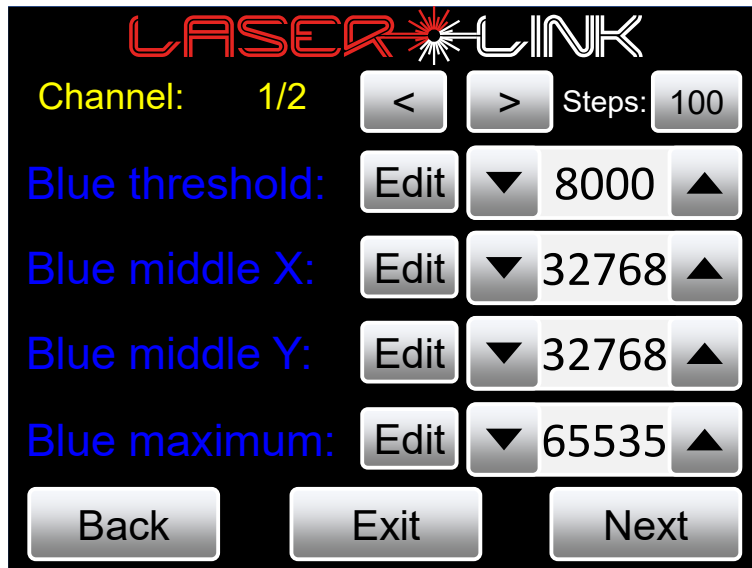 LASER LINK
Channel: 1/2 < > Steps: 100
Blue threshold: Edit ▼ 8000 ▲
Blue middle X: Edit ▼ 32768 ▲
Blue middle Y: Edit ▼ 32768 ▲
Blue maximum: Edit ▼ 65535 ▲
Back Exit Next